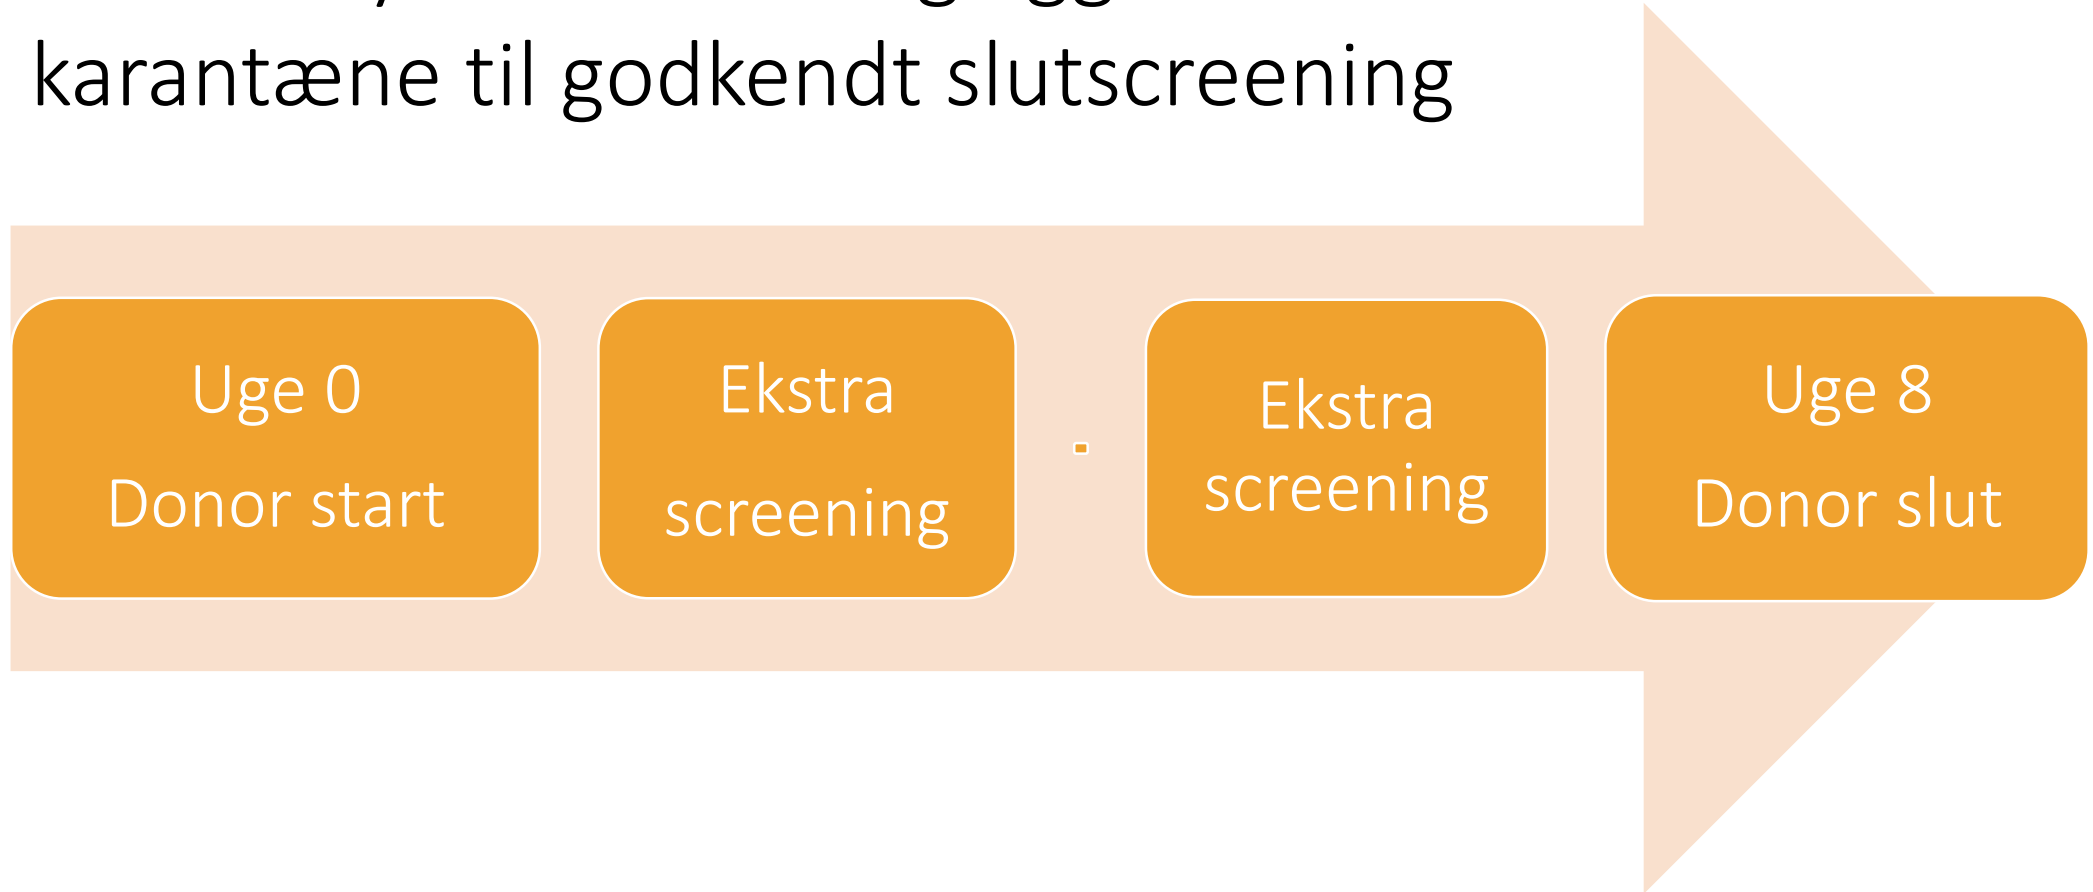 karantæne til godkendt slutscreening
Uge 0
Donor start
Ekstra
screening
Ekstra
screening
Uge 8
Donor slut